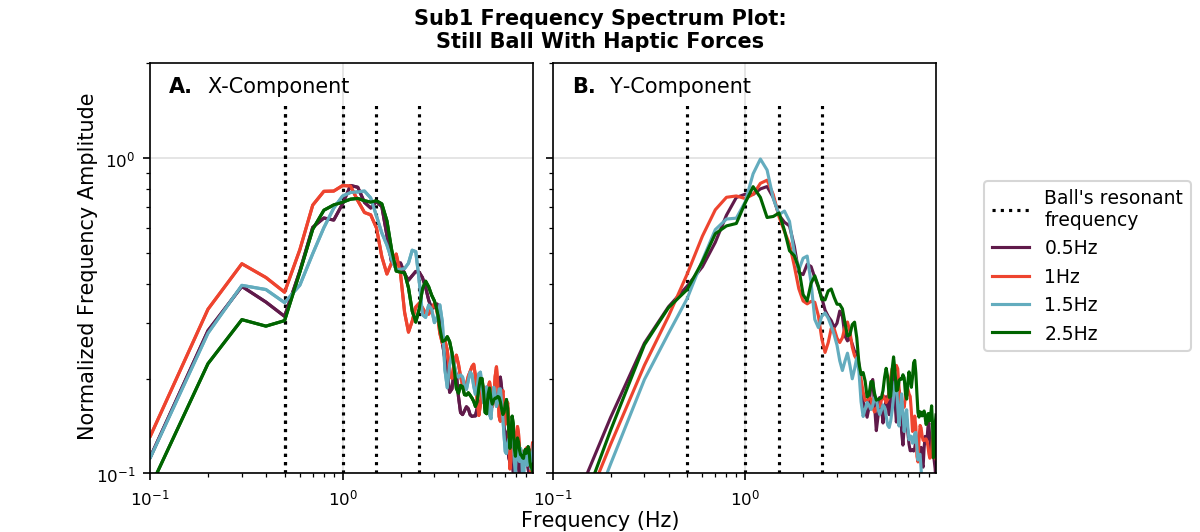 Sub1 Frequency Spectrum Plot:
Still Ball With Haptic Forces
A. X-Component
B. Y-Component
Normalized Frequency Amplitude
10⁰
10⁻¹
10⁻¹
10⁰
10⁻¹
10⁰
Frequency (Hz)
Ball's resonant
frequency
0.5Hz
1Hz
1.5Hz
2.5Hz